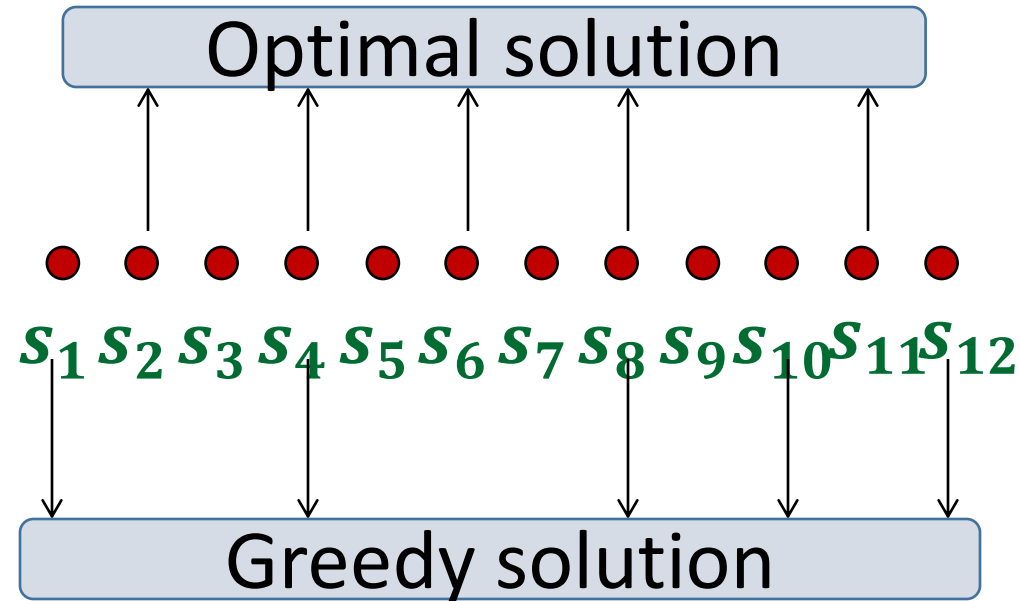 Optimal solution
s₁ s₂ s₃ s₄ s₅ s₆ s₇ s₈ s₉ s₁₀ s₁₁ s₁₂
Greedy solution